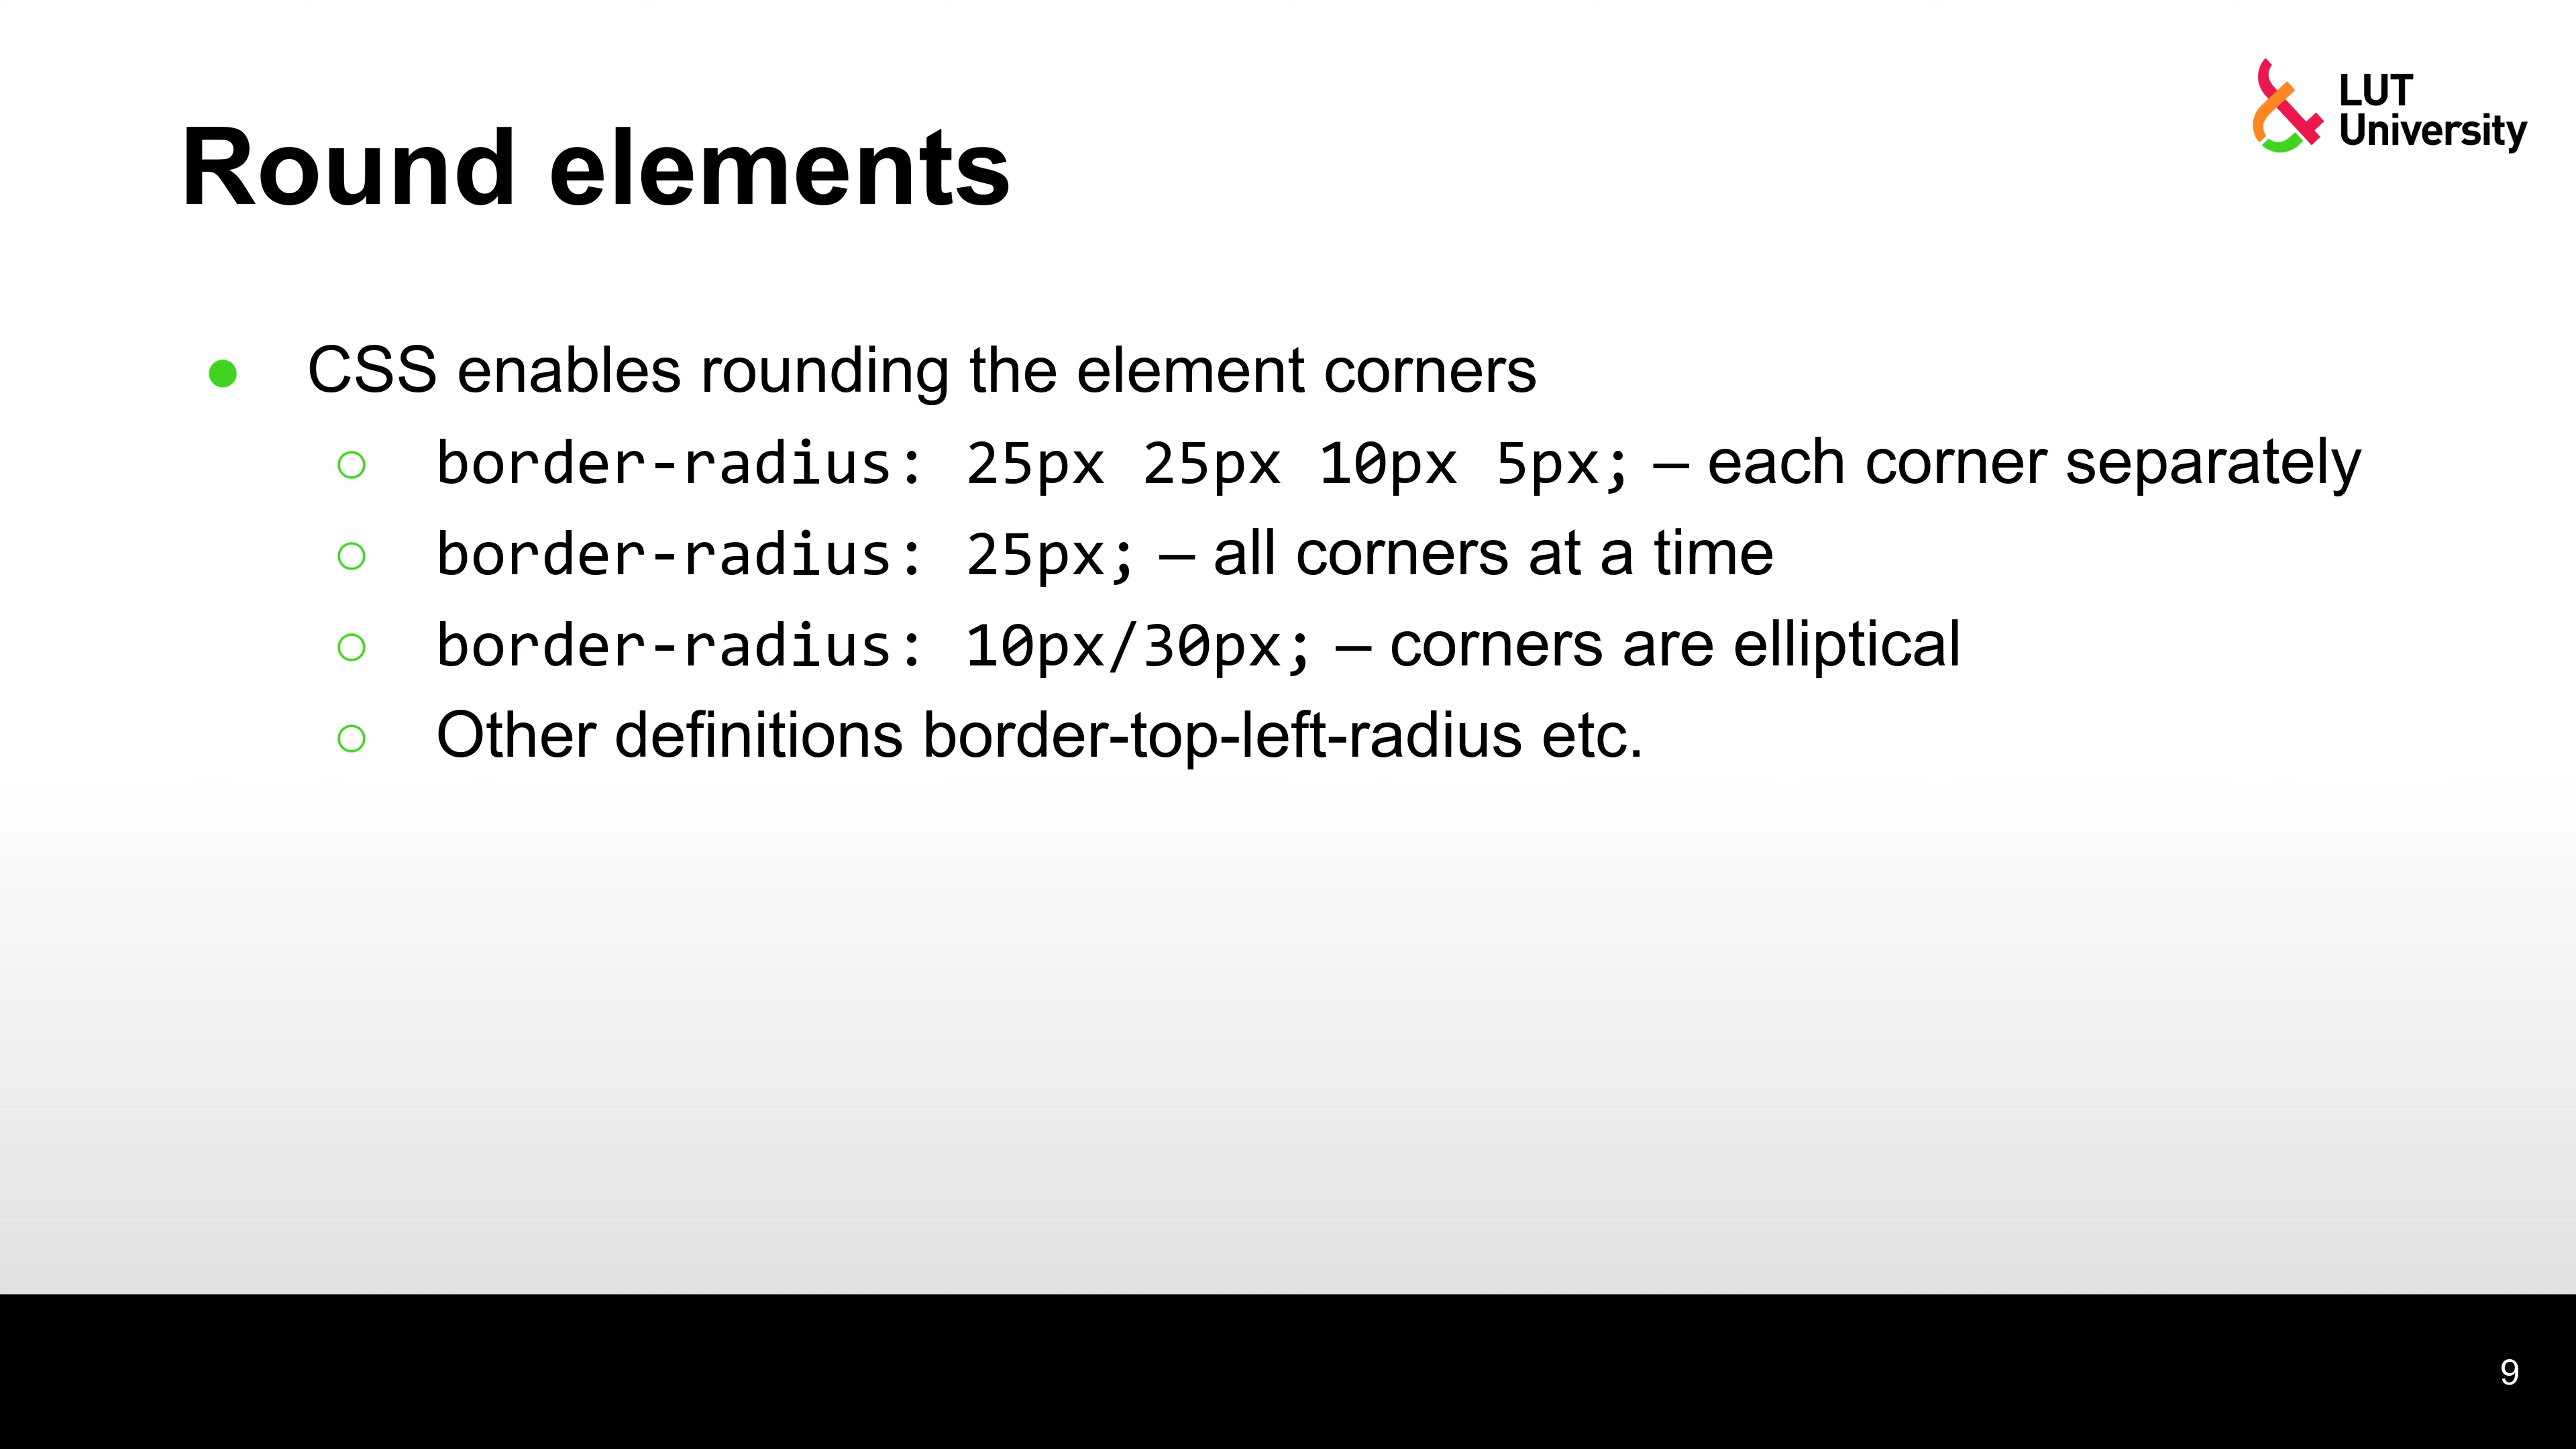 LUT
University
Round elements
● CSS enables rounding the element corners
○ border-radius: 25px 25px 10px 5px; – each corner separately
○ border-radius: 25px; – all corners at a time
○ border-radius: 10px/30px; – corners are elliptical
○ Other definitions border-top-left-radius etc.
9